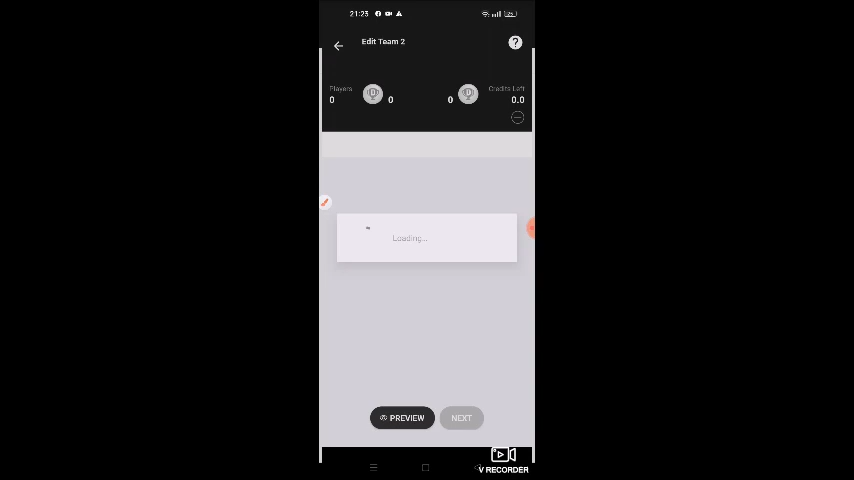 21:23
Edit Team 2
?
Players
Credits Left
0
0
0
0.0
Loading...
PREVIEW
NEXT
V RECORDER